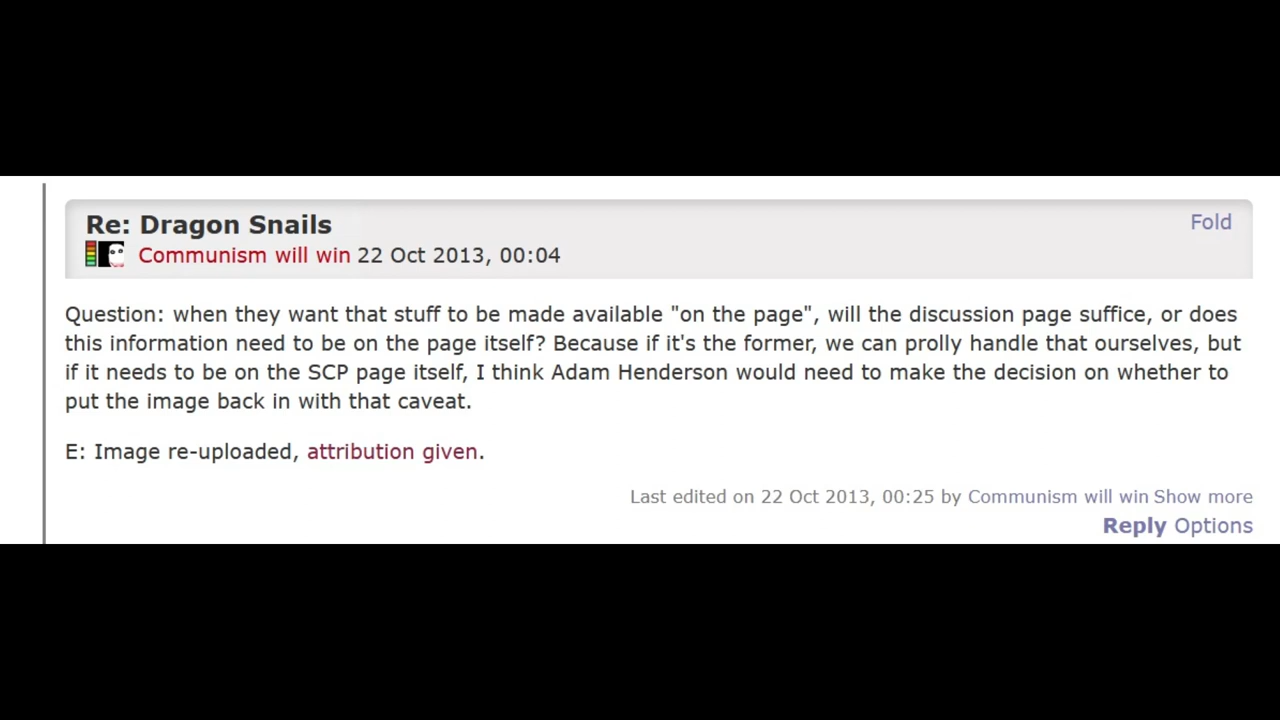 Re: Dragon Snails
Fold
Communism will win 22 Oct 2013, 00:04
Question: when they want that stuff to be made available "on the page", will the discussion page suffice, or does
this information need to be on the page itself? Because if it's the former, we can prolly handle that ourselves, but
if it needs to be on the SCP page itself, I think Adam Henderson would need to make the decision on whether to
put the image back in with that caveat.
E: Image re-uploaded, attribution given.
Last edited on 22 Oct 2013, 00:25 by Communism will win Show more
Reply Options